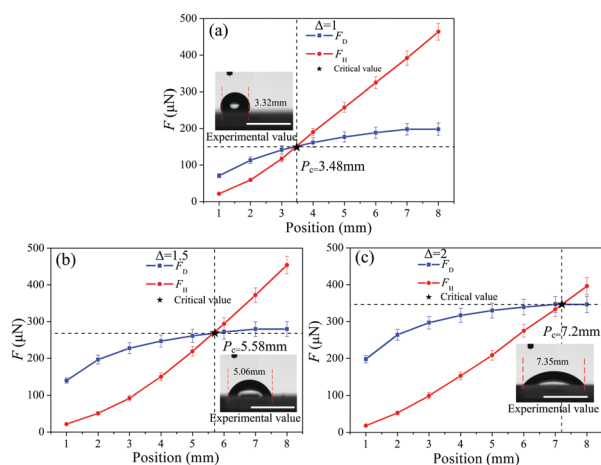 (a)
Δ=1
F_D
F_H
Critical value
3.32mm
Experimental value
P_c=3.48mm
F (μN)
500
400
300
200
100
0
1 2 3 4 5 6 7 8
Position (mm)
(b)
Δ=1.5
F_D
F_H
Critical value
P_c=5.58mm
5.06mm
Experimental value
F (μN)
500
400
300
200
100
0
1 2 3 4 5 6 7 8
Position (mm)
(c)
Δ=2
F_D
F_H
Critical value
P_c=7.2mm
7.35mm
Experimental value
F (μN)
500
400
300
200
100
0
1 2 3 4 5 6 7 8
Position (mm)